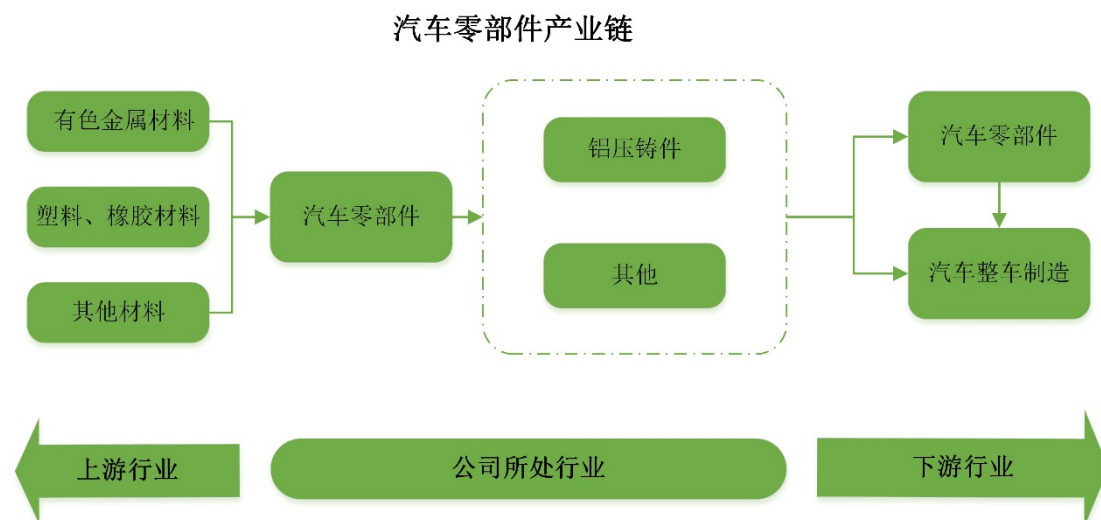 汽车零部件产业链
有色金属材料
塑料、橡胶材料
其他材料
汽车零部件
铝压铸件
其他
汽车零部件
汽车整车制造
上游行业
公司所处行业
下游行业